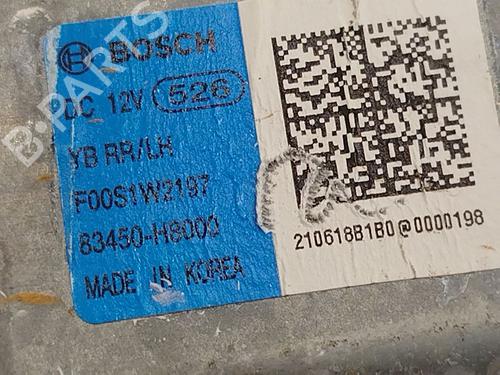 BOSCH
DC 12V 526
YB RR/LH
F00S1W2197
83450-H8000
MADE IN KOREA
210618B1B0@0000198
B-PARTS